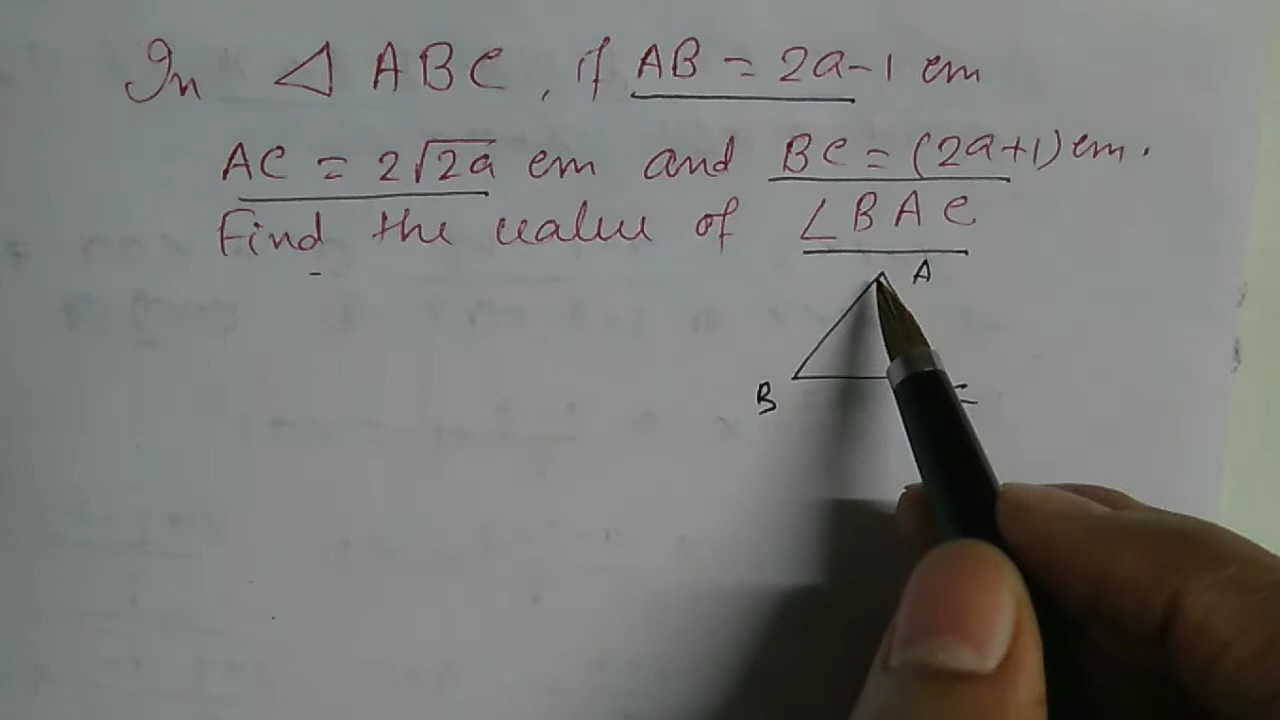 In △ ABC, if AB = 2a-1 cm
AC = 2√2a cm and BC = (2a+1) cm.
Find the value of ∠BAC
A
B